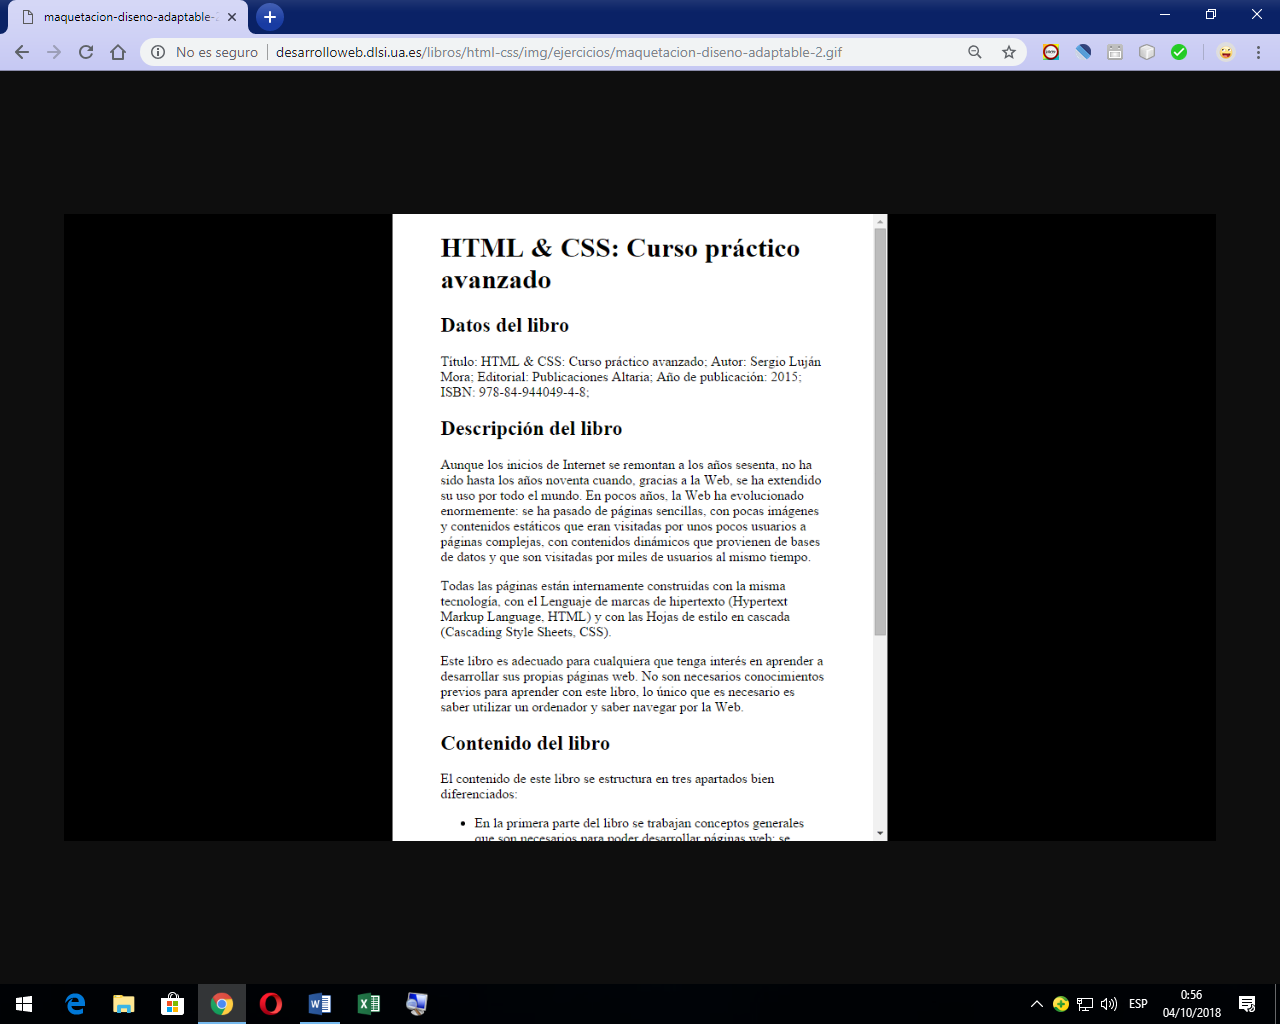 maquetacion-diseno-adaptable-2
No es seguro
desarrolloweb.dlsi.ua.es/libros/html-css/img/ejercicios/maquetacion-diseno-adaptable-2.gif
HTML & CSS: Curso práctico
avanzado
Datos del libro
Título: HTML & CSS: Curso práctico avanzado; Autor: Sergio Luján
Mora; Editorial: Publicaciones Altaria; Año de publicación: 2015;
ISBN: 978-84-944049-4-8;
Descripción del libro
Aunque los inicios de Internet se remontan a los años sesenta, no ha
sido hasta los años noventa cuando, gracias a la Web, se ha extendido
su uso por todo el mundo. En pocos años, la Web ha evolucionado
enormemente: se ha pasado de páginas sencillas, con pocas imágenes
y contenidos estáticos que eran visitadas por unos pocos usuarios a
páginas complejas, con contenidos dinámicos que provienen de bases
de datos y que son visitadas por miles de usuarios al mismo tiempo.
Todas las páginas están internamente construidas con la misma
tecnología, con el Lenguaje de marcas de hipertexto (Hypertext
Markup Language, HTML) y con las Hojas de estilo en cascada
(Cascading Style Sheets, CSS).
Este libro es adecuado para cualquiera que tenga interés en aprender a
desarrollar sus propias páginas web. No son necesarios conocimientos
previos para aprender con este libro, lo único que es necesario es
saber utilizar un ordenador y saber navegar por la Web.
Contenido del libro
El contenido de este libro se estructura en tres apartados bien
diferenciados:
• En la primera parte del libro se trabajan conceptos generales
que son necesarios para poder desarrollar páginas web: se
ESP
0:56
04/10/2018